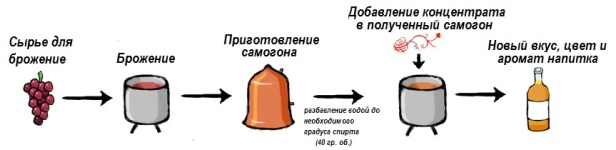 Сырье для
брожение
Брожение
Приготовление
самогона
разбавление водой до
необходимого
градуса спирта
(40 гр. об.)
Добавление концентрата
в полученный самогон
Новый вкус, цвет и
аромат напитка